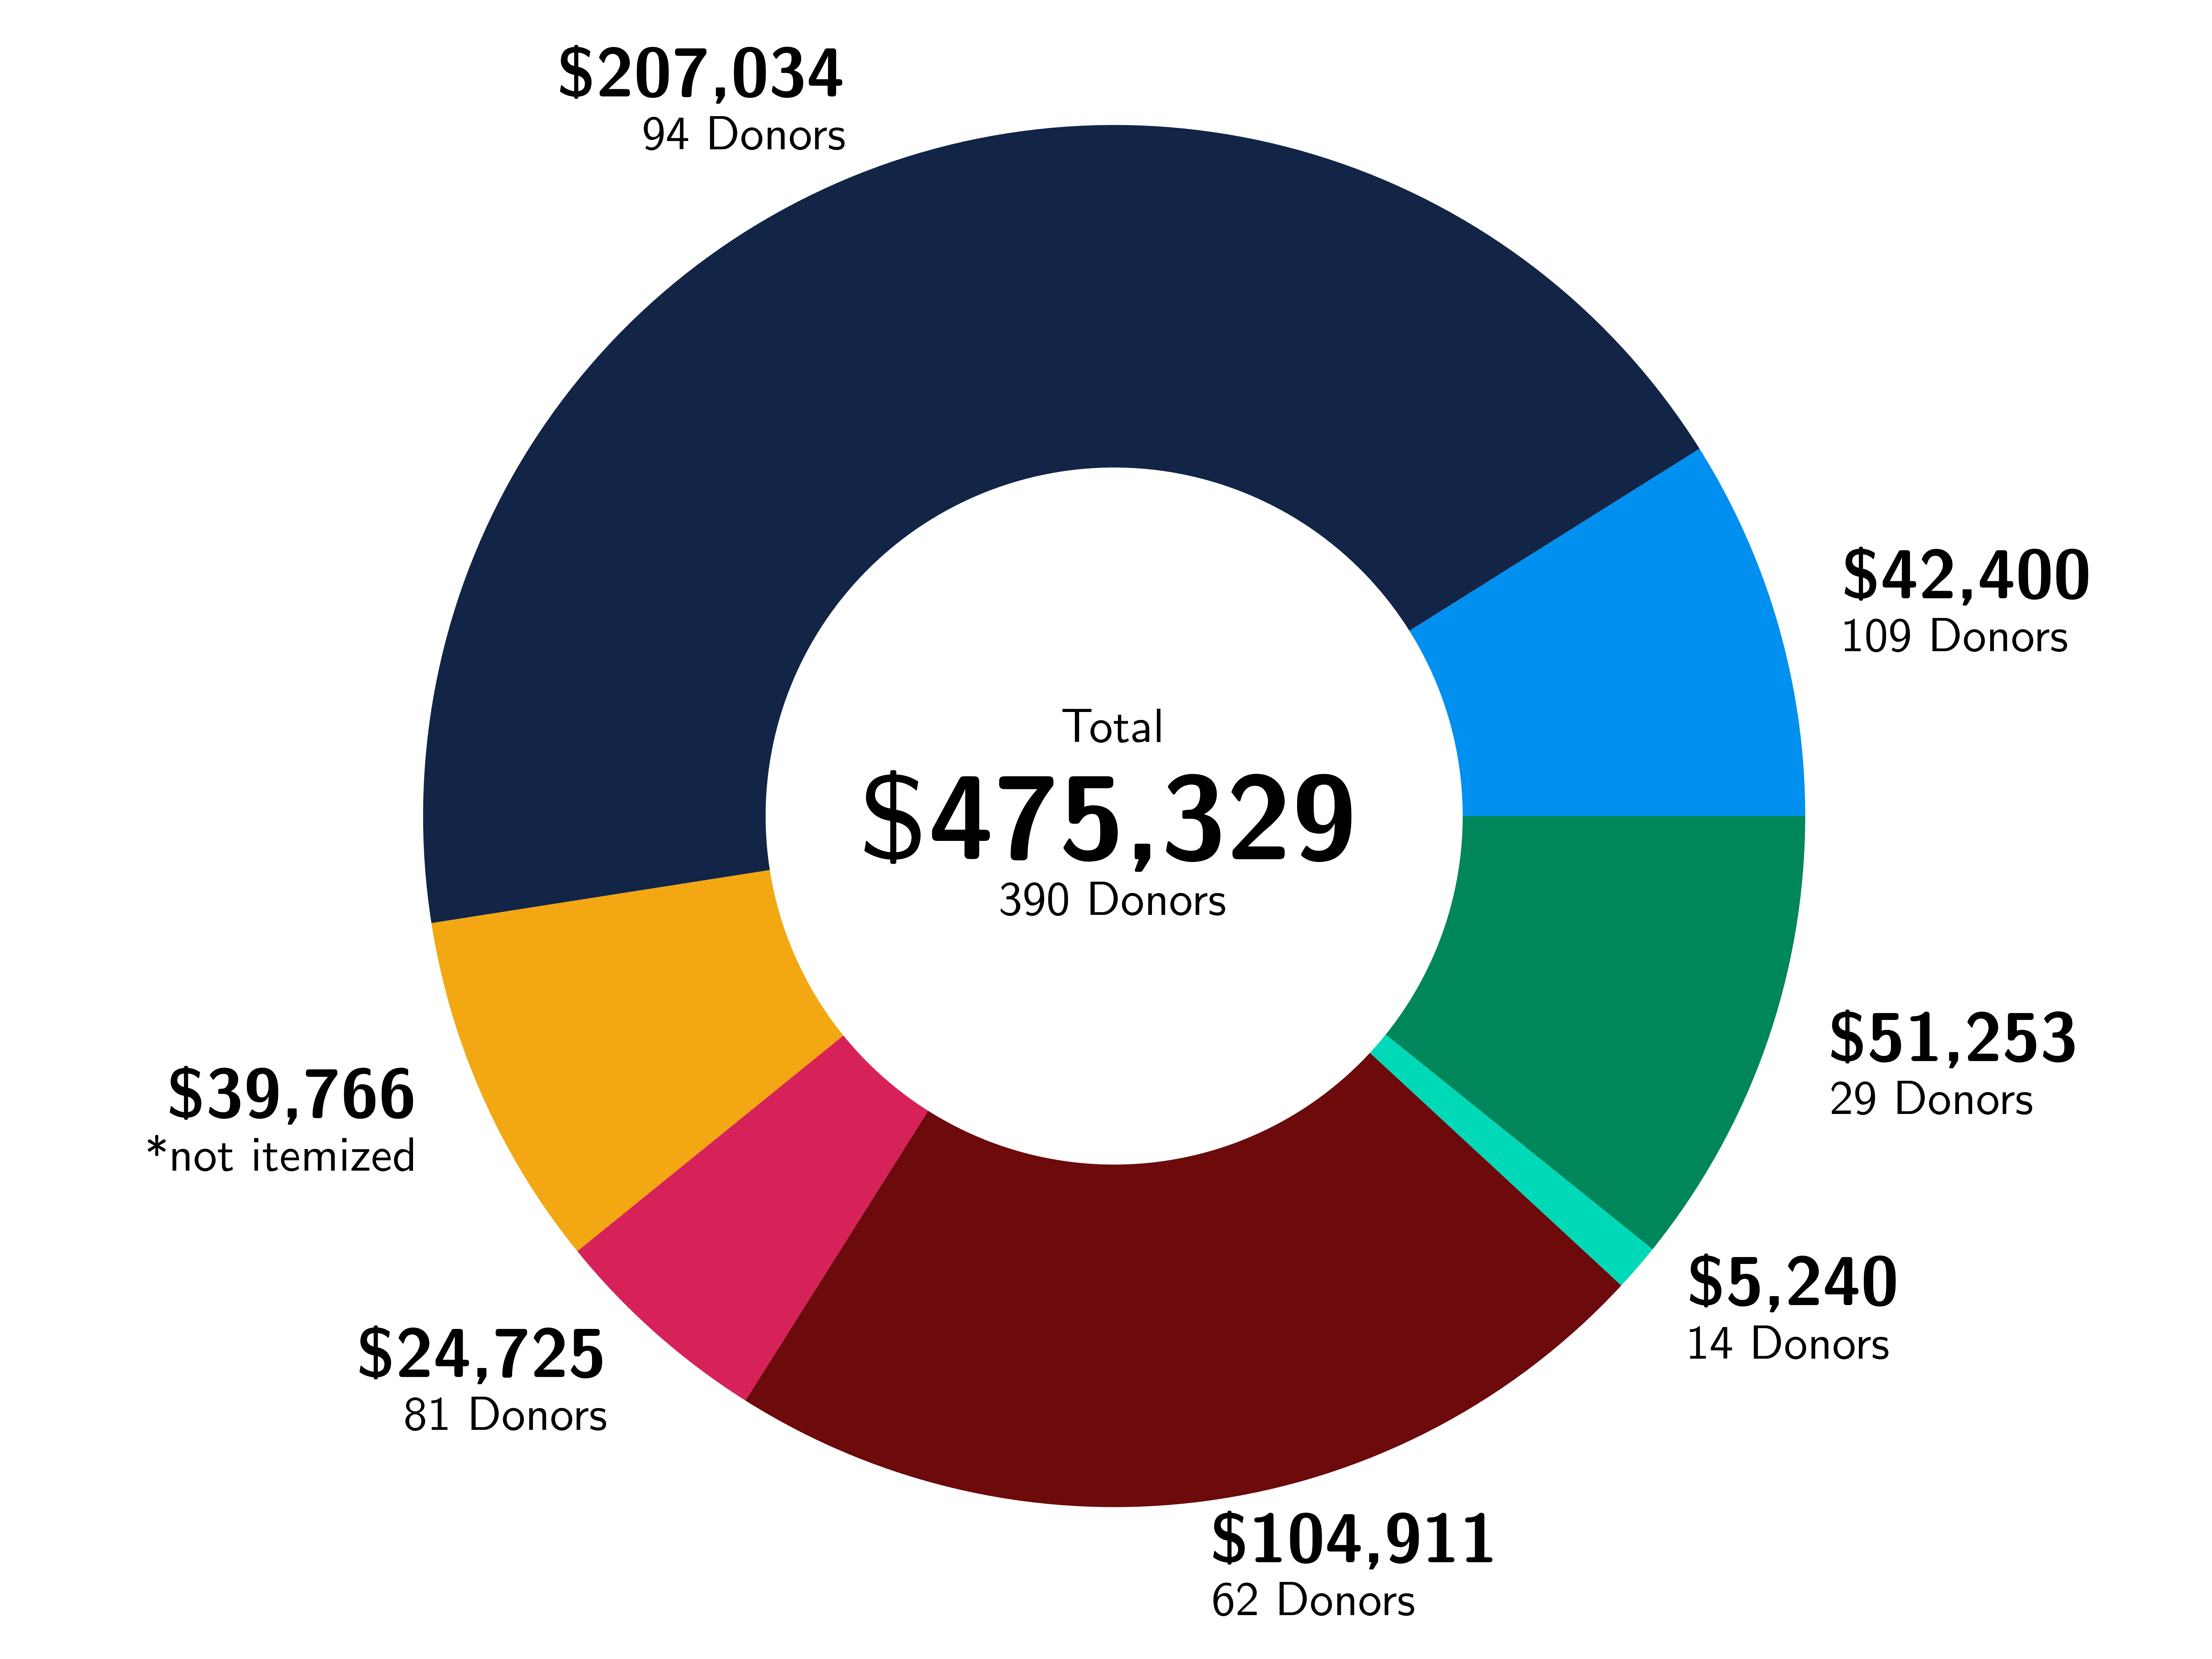 $207,034
94 Donors
$42,400
109 Donors
Total
$475,329
390 Donors
$51,253
29 Donors
$39,766
*not itemized
$5,240
14 Donors
$24,725
81 Donors
$104,911
62 Donors